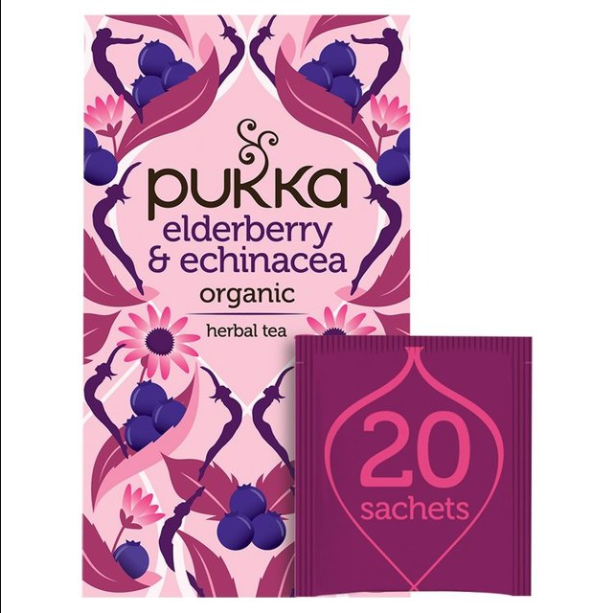 pukka
elderberry
& echinacea
organic
herbal tea
20
sachets